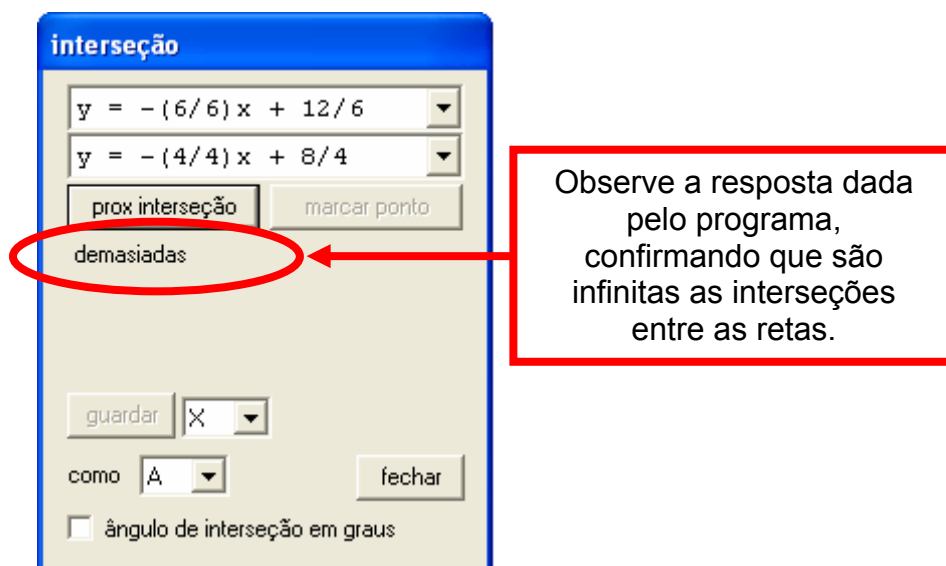 interseção
y = -(6/6)x + 12/6
y = -(4/4)x + 8/4
prox interseção
marcar ponto
demasiadas
guardar
X
como
A
fechar
ângulo de interseção em graus
Observe a resposta dada
pelo programa,
confirmando que são
infinitas as interseções
entre as retas.